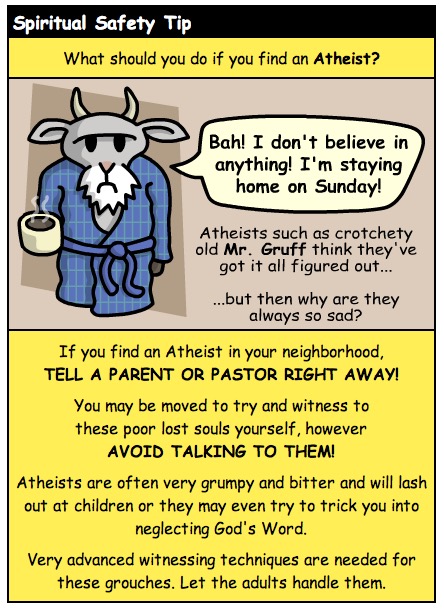 Spiritual Safety Tip
What should you do if you find an Atheist?
Bah! I don't believe in
anything! I'm staying
home on Sunday!
Atheists such as crotchety
old Mr. Gruff think they've
got it all figured out...
...but then why are they
always so sad?
If you find an Atheist in your neighborhood,
TELL A PARENT OR PASTOR RIGHT AWAY!
You may be moved to try and witness to
these poor lost souls yourself, however
AVOID TALKING TO THEM!
Atheists are often very grumpy and bitter and will lash
out at children or they may even try to trick you into
neglecting God's Word.
Very advanced witnessing techniques are needed for
these grouches. Let the adults handle them.